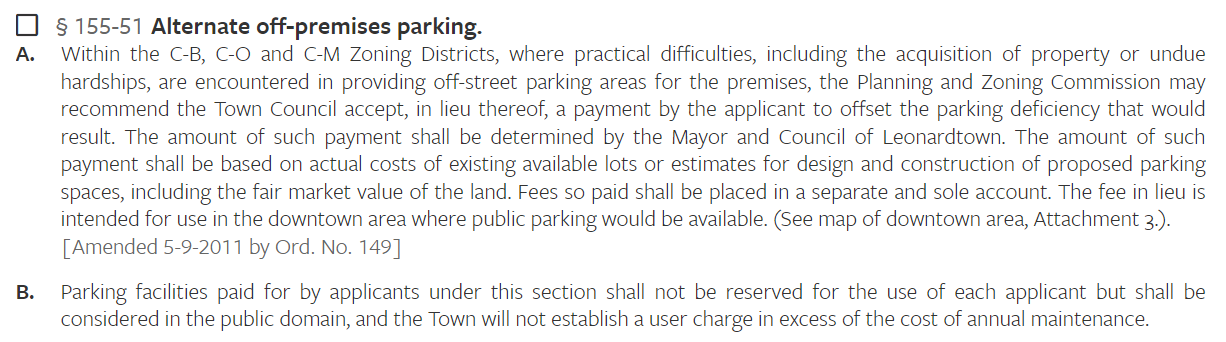 § 155-51 Alternate off-premises parking.
A. Within the C-B, C-O and C-M Zoning Districts, where practical difficulties, including the acquisition of property or undue
hardships, are encountered in providing off-street parking areas for the premises, the Planning and Zoning Commission may
recommend the Town Council accept, in lieu thereof, a payment by the applicant to offset the parking deficiency that would
result. The amount of such payment shall be determined by the Mayor and Council of Leonardtown. The amount of such
payment shall be based on actual costs of existing available lots or estimates for design and construction of proposed parking
spaces, including the fair market value of the land. Fees so paid shall be placed in a separate and sole account. The fee in lieu is
intended for use in the downtown area where public parking would be available. (See map of downtown area, Attachment 3.).
[Amended 5-9-2011 by Ord. No. 149]
B. Parking facilities paid for by applicants under this section shall not be reserved for the use of each applicant but shall be
considered in the public domain, and the Town will not establish a user charge in excess of the cost of annual maintenance.